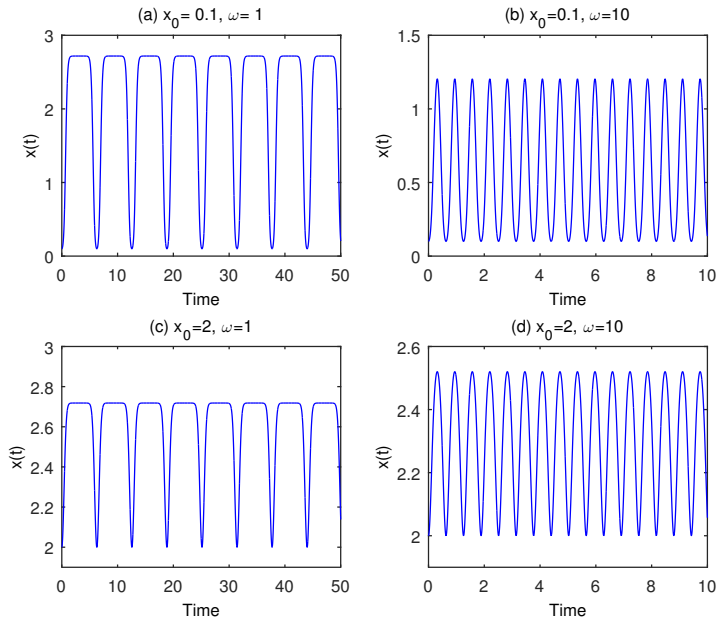 (a) x₀= 0.1, ω= 1
3
2
1
0
x(t)
0 10 20 30 40 50
Time
(b) x₀=0.1, ω=10
1.5
1
0.5
0
x(t)
0 2 4 6 8 10
Time
(c) x₀=2, ω=1
3
2.8
2.6
2.4
2.2
2
x(t)
0 10 20 30 40 50
Time
(d) x₀=2, ω=10
2.6
2.4
2.2
2
x(t)
0 2 4 6 8 10
Time